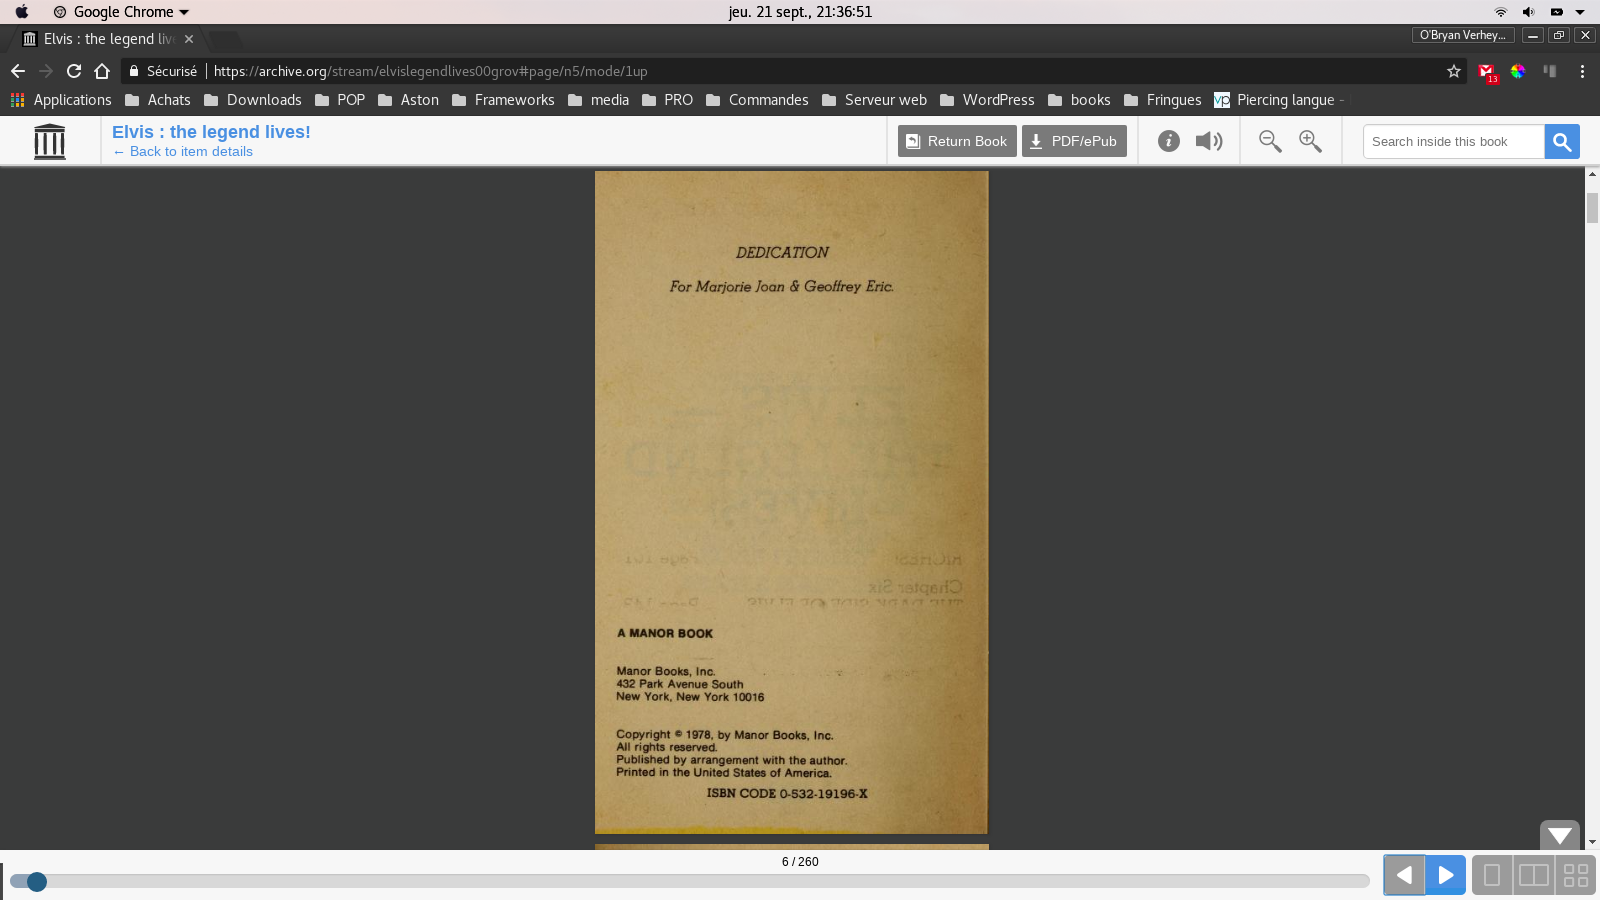 Google Chrome
jeu. 21 sept., 21:36:51
Elvis : the legend live
O'Bryan Verhey...
Sécurisé
https://archive.org/stream/elvislegendlives00grov#page/n5/mode/1up
13
Applications Achats Downloads POP Aston Frameworks media PRO Commandes Serveur web WordPress books Fringues vp Piercing langue -
Elvis : the legend lives!
← Back to item details
Return Book
PDF/ePub
Search inside this book
DEDICATION
For Marjorie Joan & Geoffrey Eric.
Chapter Six
A MANOR BOOK
Manor Books, Inc.
432 Park Avenue South
New York, New York 10016
Copyright © 1978, by Manor Books, Inc.
All rights reserved.
Published by arrangement with the author.
Printed in the United States of America.
ISBN CODE 0-532-19196-X
6 / 260